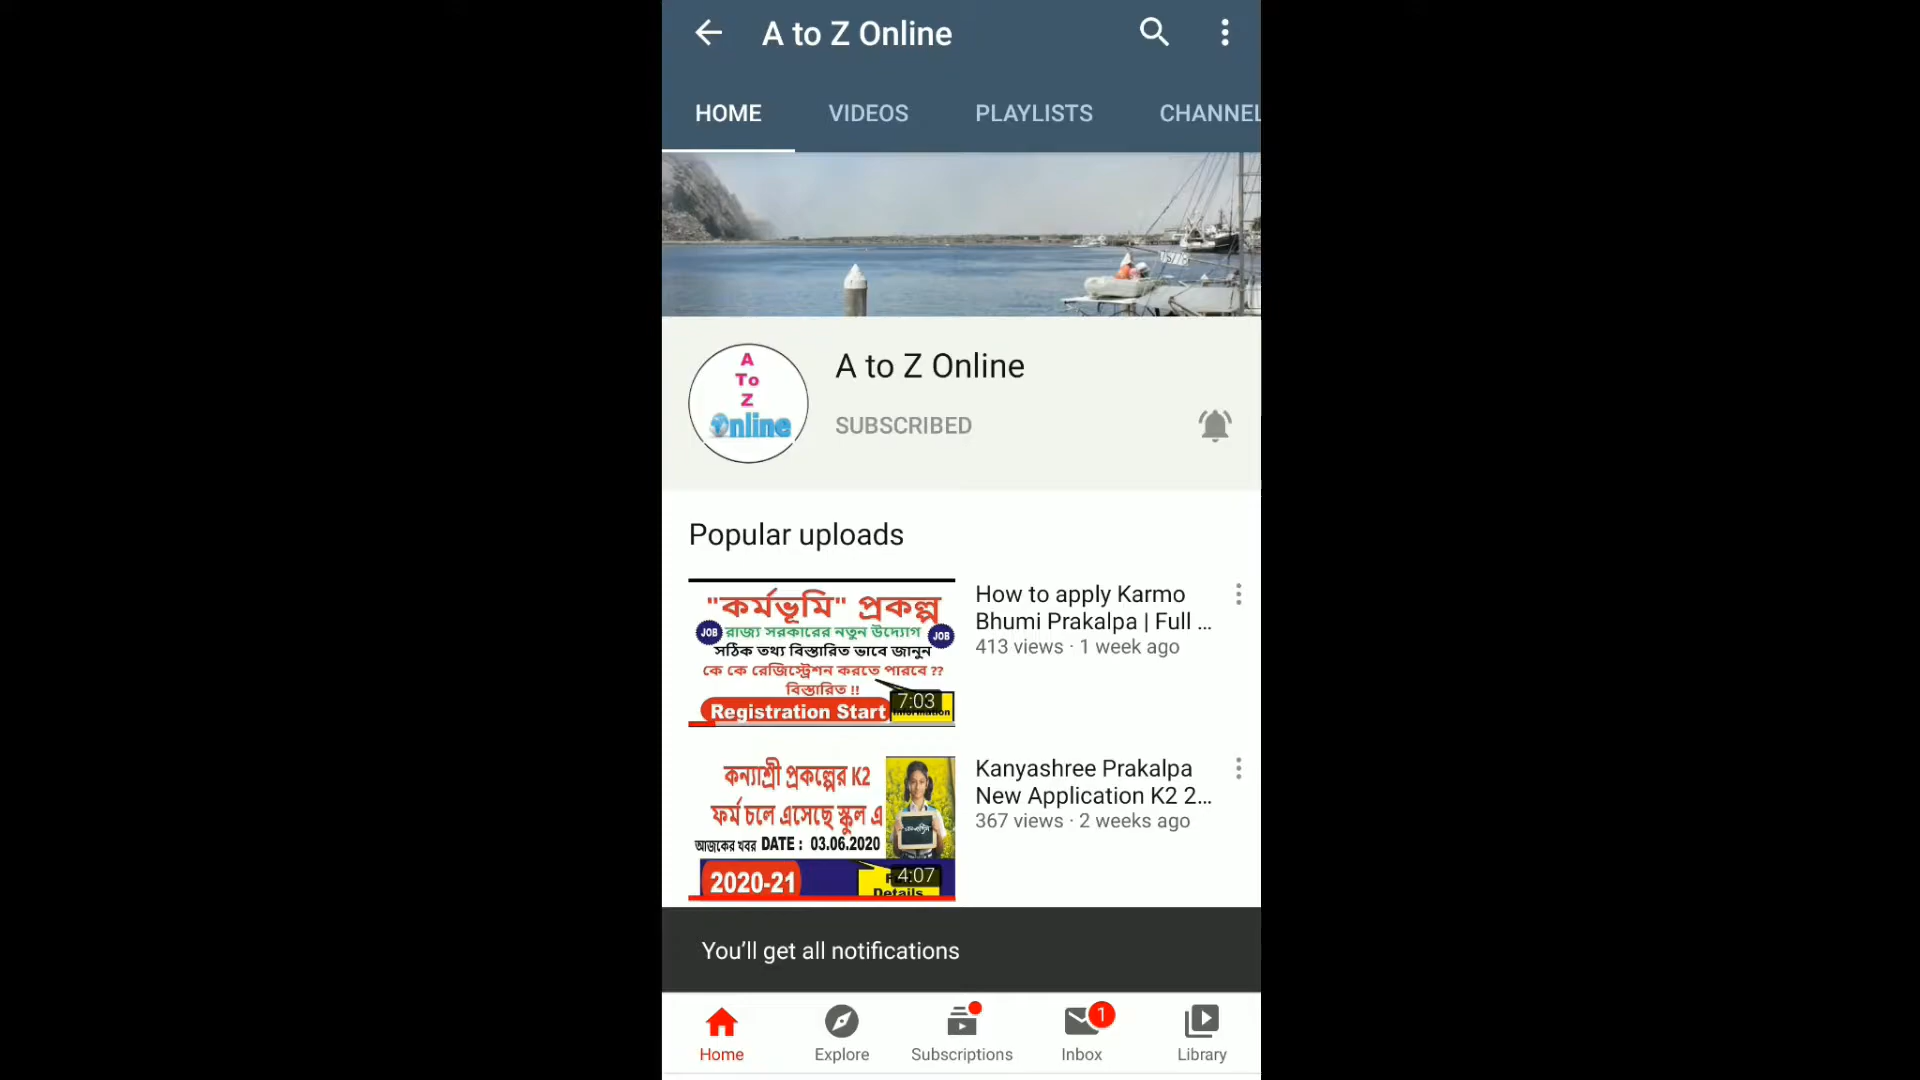 A to Z Online
HOME VIDEOS PLAYLISTS CHANNEL
A
To
Z
Online
A to Z Online
SUBSCRIBED
Popular uploads
"কর্মভূমি" প্রকল্প
JOB রাজ্য সরকারের নতুন উদ্যোগ JOB
সঠিক তথ্য বিস্তারিত ভাবে জানুন
কে কে রেজিস্ট্রেশন করতে পারবে ??
বিস্তারিত !!
Registration Start
7:03
How to apply Karmo
Bhumi Prakalpa | Full ...
413 views · 1 week ago
কন্যাশ্রী প্রকল্পের K2
ফর্ম চলে এসেছে স্কুল এ
আজকের খবর DATE : 03.06.2020
2020-21
4:07
Details
Kanyashree Prakalpa
New Application K2 2...
367 views · 2 weeks ago
You'll get all notifications
1
Home Explore Subscriptions Inbox Library